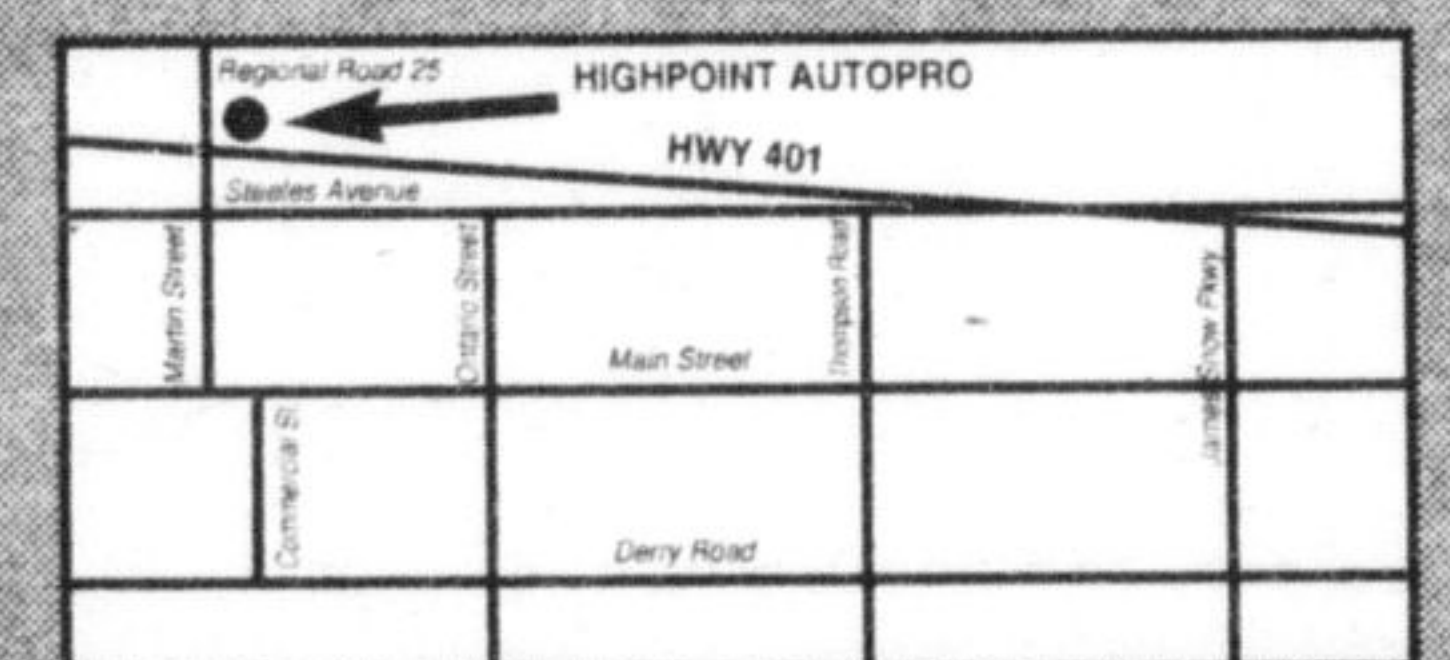 Regional Road 25
HIGHPOINT AUTOPRO
HWY 401
Steeles Avenue
Martin Street
Ontario Street
Thompson Road
James Snow Pkwy
Main Street
Commercial St.
Derry Road